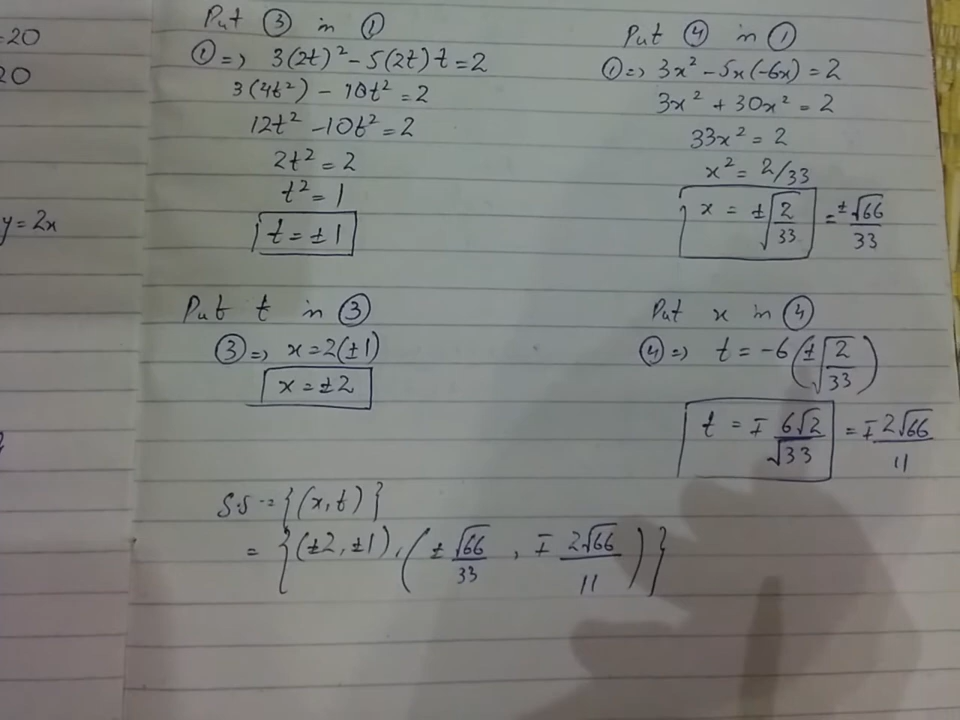 =20
20
y=2x
Put ③ in ①
①=> 3(2t)² - 5(2t)t=2
3(4t²) - 10t² = 2
12t² -10t² = 2
2t² = 2
t² = 1
t = ±1
Put t in ③
③=> x=2(±1)
x = ±2
Put ④ in ①
①=> 3x² - 5x(-6x) = 2
3x² + 30x² = 2
33x² = 2
x² = 2/33
x = ±√(2/33) = ±√66/33
Put x in ④
④=> t = -6(±√(2/33))
t = ∓ 6√2/√33 = ∓ 2√66/11
S.S = {(x, t)}
= {(±2, ±1), (± √66/33 , ∓ 2√66/11)}